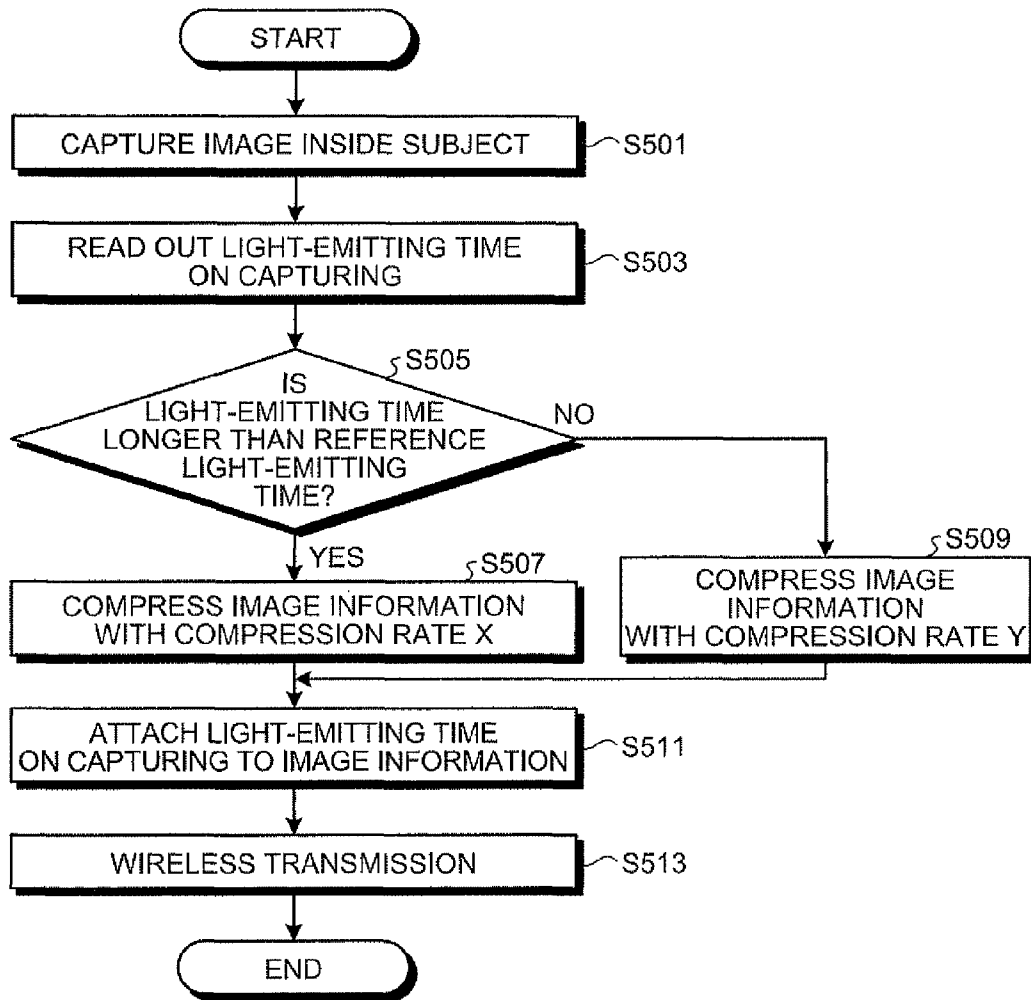 START
CAPTURE IMAGE INSIDE SUBJECT
S501
READ OUT LIGHT-EMITTING TIME
ON CAPTURING
S503
S505
IS
LIGHT-EMITTING TIME
LONGER THAN REFERENCE
LIGHT-EMITTING
TIME?
NO
YES
S507
COMPRESS IMAGE INFORMATION
WITH COMPRESSION RATE X
S509
COMPRESS IMAGE
INFORMATION
WITH COMPRESSION RATE Y
ATTACH LIGHT-EMITTING TIME
ON CAPTURING TO IMAGE INFORMATION
S511
WIRELESS TRANSMISSION
S513
END